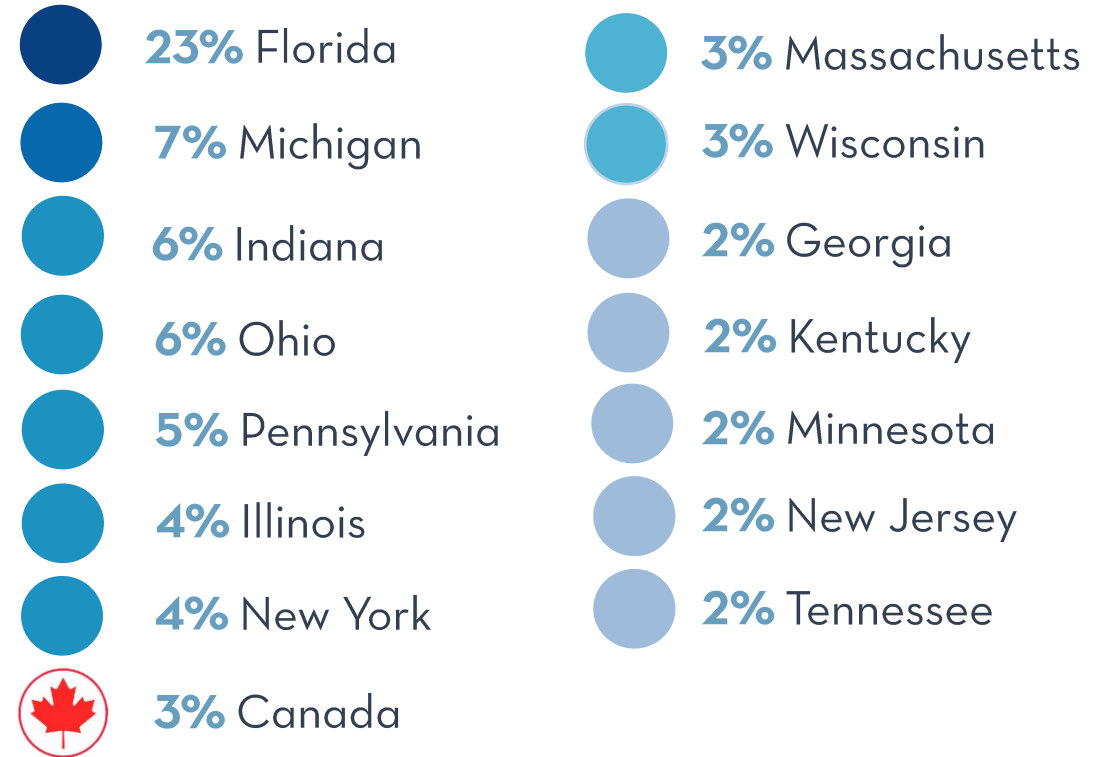 23% Florida
7% Michigan
6% Indiana
6% Ohio
5% Pennsylvania
4% Illinois
4% New York
3% Canada
3% Massachusetts
3% Wisconsin
2% Georgia
2% Kentucky
2% Minnesota
2% New Jersey
2% Tennessee